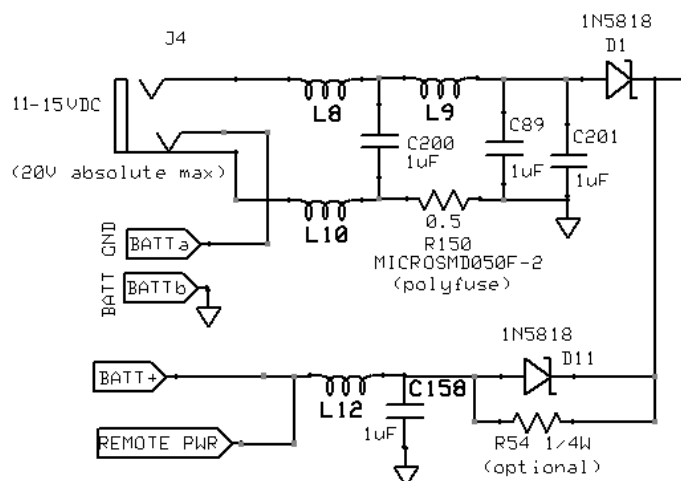 J4
1N5818
D1
11-15VDC
L8
L9
C200
1uF
C89
1uF
C201
1uF
(20V absolute max)
L10
0.5
R150
MICROSMD050F-2
(polyfuse)
GND
BATTa
BATT
BATTb
1N5818
D11
BATT+
L12
C158
1uF
REMOTE PWR
R54 1/4W
(optional)